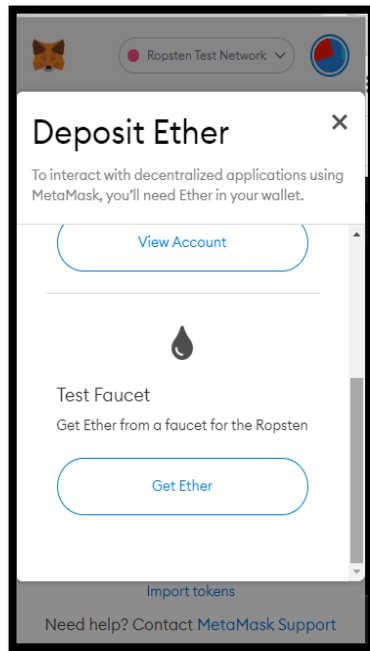 Ropsten Test Network
Deposit Ether
To interact with decentralized applications using
MetaMask, you'll need Ether in your wallet.
View Account
Test Faucet
Get Ether from a faucet for the Ropsten
Get Ether
Import tokens
Need help? Contact MetaMask Support